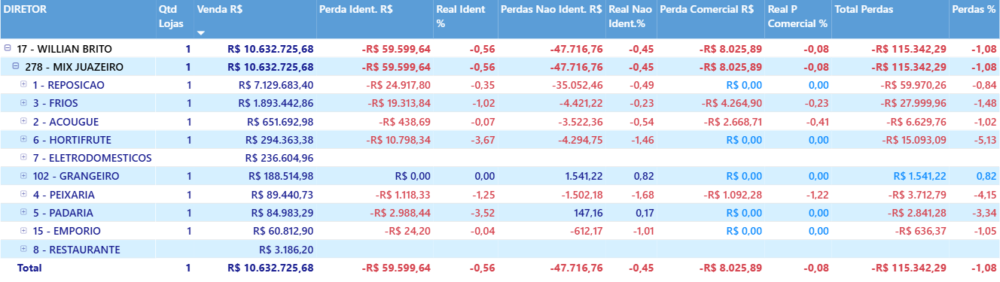 DIRETOR Qtd Lojas Venda R$ Perda Ident. R$ Real Ident % Perdas Nao Ident. R$ Real Nao Ident.% Perda Comercial R$ Real P Comercial % Total Perdas Perdas %
17 - WILLIAN BRITO 1 R$ 10.632.725,68 -R$ 59.599,64 -0,56 -47.716,76 -0,45 -R$ 8.025,89 -0,08 -R$ 115.342,29 -1,08
278 - MIX JUAZEIRO 1 R$ 10.632.725,68 -R$ 59.599,64 -0,56 -47.716,76 -0,45 -R$ 8.025,89 -0,08 -R$ 115.342,29 -1,08
1 - REPOSICAO 1 R$ 7.129.683,40 -R$ 24.917,80 -0,35 -35.052,46 -0,49 R$ 0,00 0,00 -R$ 59.970,26 -0,84
3 - FRIOS 1 R$ 1.893.442,86 -R$ 19.313,84 -1,02 -4.421,22 -0,23 -R$ 4.264,90 -0,23 -R$ 27.999,96 -1,48
2 - ACOUGUE 1 R$ 651.692,98 -R$ 438,69 -0,07 -3.522,36 -0,54 -R$ 2.668,71 -0,41 -R$ 6.629,76 -1,02
6 - HORTIFRUTE 1 R$ 294.363,38 -R$ 10.798,34 -3,67 -4.294,75 -1,46 R$ 0,00 0,00 -R$ 15.093,09 -5,13
7 - ELETRODOMESTICOS R$ 236.604,96
102 - GRANGEIRO 1 R$ 188.514,98 R$ 0,00 0,00 1.541,22 0,82 R$ 0,00 0,00 R$ 1.541,22 0,82
4 - PEIXARIA 1 R$ 89.440,73 -R$ 1.118,33 -1,25 -1.502,18 -1,68 -R$ 1.092,28 -1,22 -R$ 3.712,79 -4,15
5 - PADARIA 1 R$ 84.983,29 -R$ 2.988,44 -3,52 147,16 0,17 R$ 0,00 0,00 -R$ 2.841,28 -3,34
15 - EMPORIO 1 R$ 60.812,90 -R$ 24,20 -0,04 -612,17 -1,01 R$ 0,00 0,00 -R$ 636,37 -1,05
8 - RESTAURANTE R$ 3.186,20
Total 1 R$ 10.632.725,68 -R$ 59.599,64 -0,56 -47.716,76 -0,45 -R$ 8.025,89 -0,08 -R$ 115.342,29 -1,08